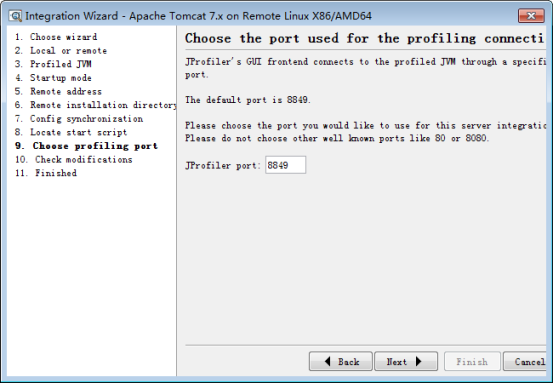 Integration Wizard - Apache Tomcat 7.x on Remote Linux X86/AMD64
1. Choose wizard
2. Local or remote
3. Profiled JVM
4. Startup mode
5. Remote address
6. Remote installation directory
7. Config synchronization
8. Locate start script
9. Choose profiling port
10. Check modifications
11. Finished
Choose the port used for the profiling connecti
JProfiler's GUI frontend connects to the profiled JVM through a specifi
port.
The default port is 8849.
Please choose the port you would like to use for this server integratio
Please do not choose other well known ports like 80 or 8080.
JProfiler port: 8849
Back Next Finish Cancel